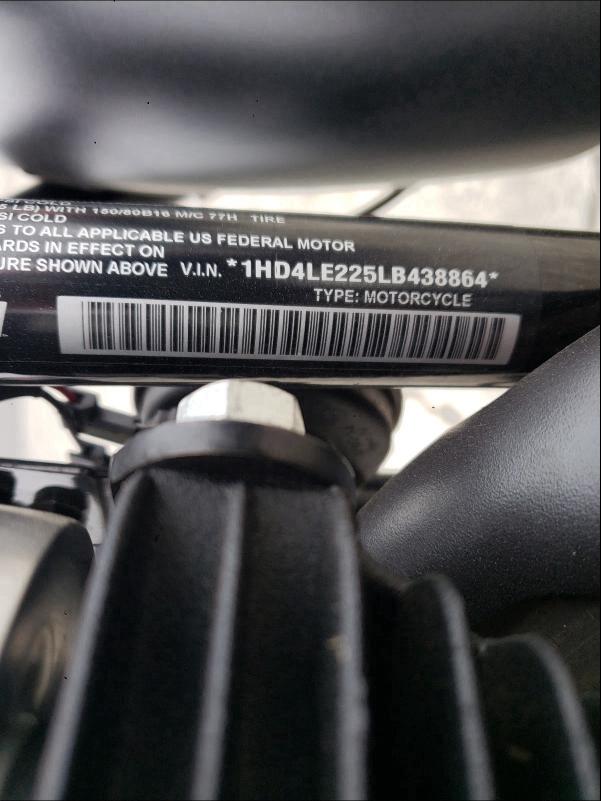 LB) WITH 150/80B16 M/C 77H TIRE
SI COLD
S TO ALL APPLICABLE US FEDERAL MOTOR
ARDS IN EFFECT ON
URE SHOWN ABOVE V.I.N. *1HD4LE225LB438864*
TYPE: MOTORCYCLE